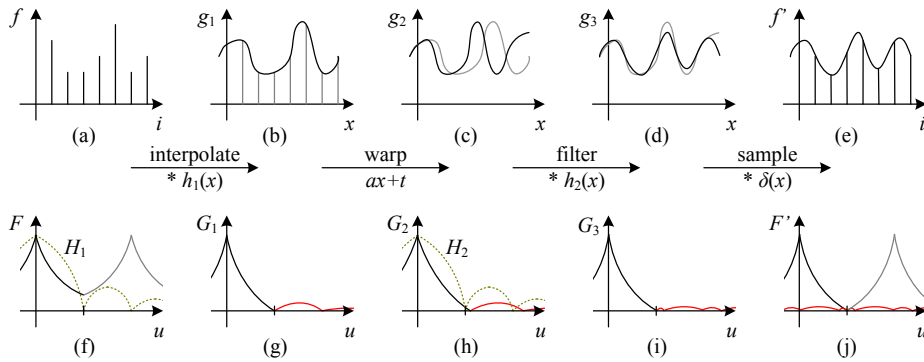 f g₁ g₂ g₃ f’
i x x x i
(a) (b) (c) (d) (e)
interpolate warp filter sample
* h₁(x) ax+t * h₂(x) * δ(x)
F H₁ G₁ G₂ H₂ G₃ F’
u u u u u
(f) (g) (h) (i) (j)